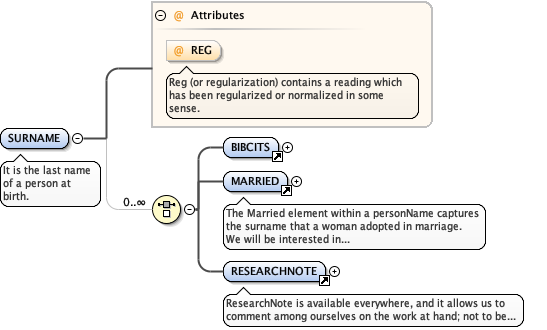 Attributes
@ REG
Reg (or regularization) contains a reading which
has been regularized or normalized in some
sense.
SURNAME
It is the last name
of a person at
birth.
0..∞
BIBCITS
MARRIED
The Married element within a personName captures
the surname that a woman adopted in marriage.
We will be interested in...
RESEARCHNOTE
ResearchNote is available everywhere, and it allows us to
comment among ourselves on the work at hand; not to be...